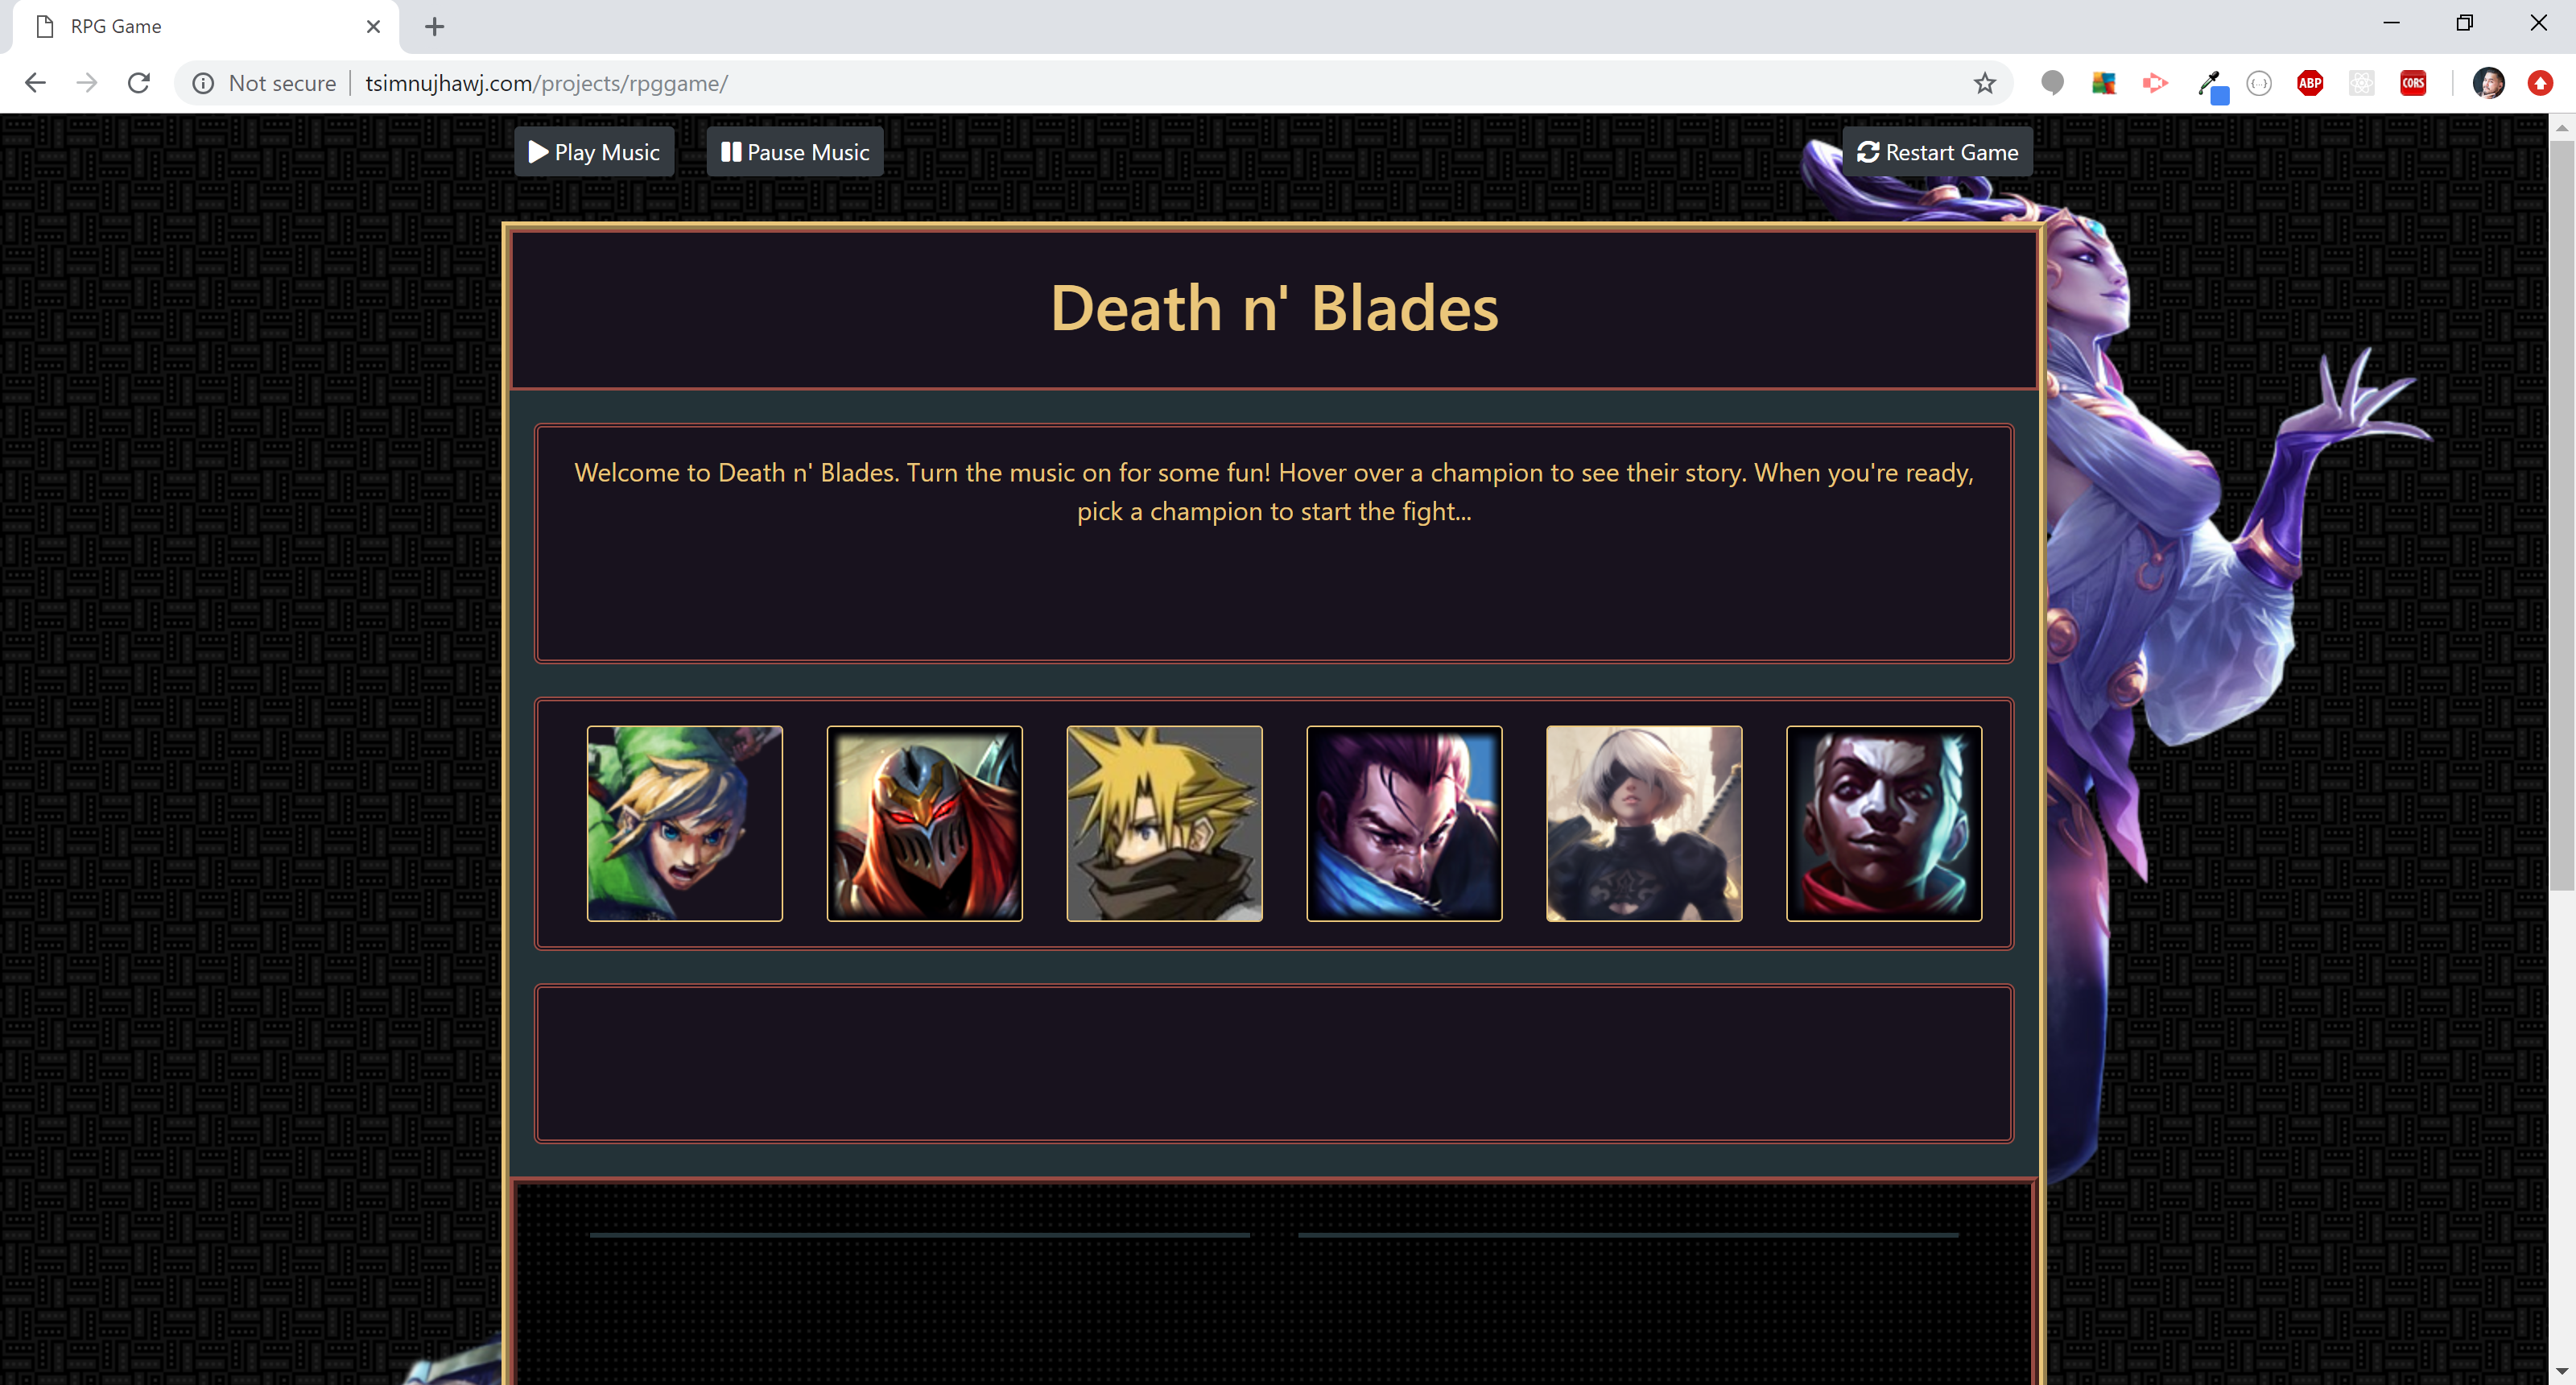 RPG Game
Not secure
tsimnujhawj.com/projects/rpggame/
{...}
ABP
CORS
Play Music
Pause Music
Restart Game
Death n' Blades
Welcome to Death n' Blades. Turn the music on for some fun! Hover over a champion to see their story. When you're ready,
pick a champion to start the fight...